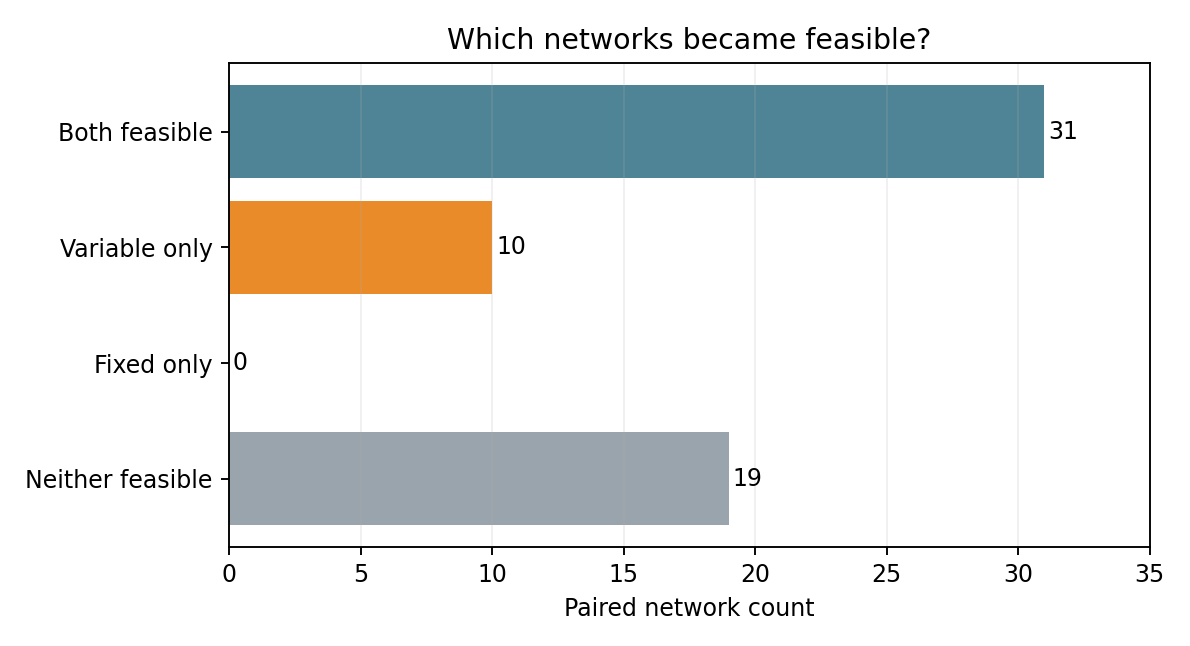 Which networks became feasible?
Both feasible
31
Variable only
10
Fixed only
0
Neither feasible
19
0 5 10 15 20 25 30 35
Paired network count